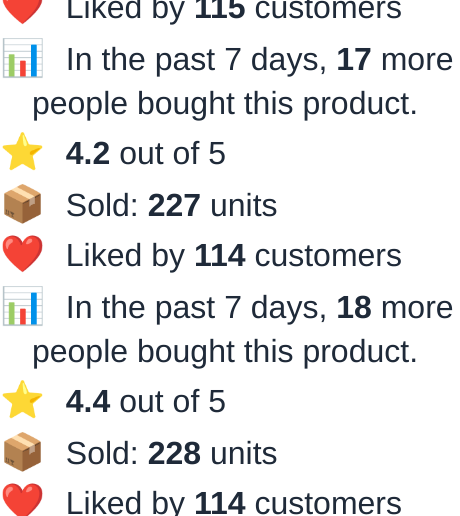 Liked by 115 customers
In the past 7 days, 17 more
people bought this product.
4.2 out of 5
Sold: 227 units
Liked by 114 customers
In the past 7 days, 18 more
people bought this product.
4.4 out of 5
Sold: 228 units
Liked by 114 customers